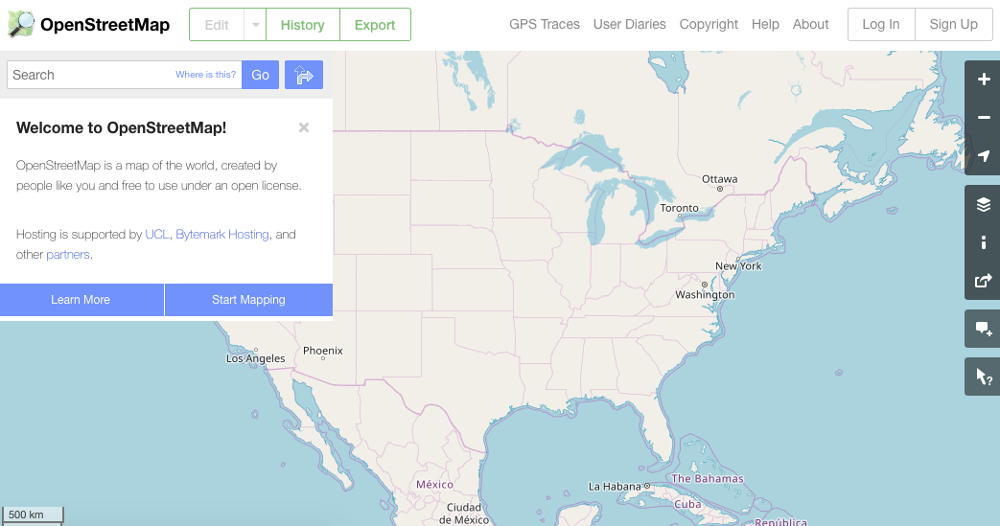 OpenStreetMap
Edit
History
Export
GPS Traces
User Diaries
Copyright
Help
About
Log In
Sign Up
Search
Where is this?
Go
Welcome to OpenStreetMap!
OpenStreetMap is a map of the world, created by
people like you and free to use under an open license.
Hosting is supported by UCL, Bytemark Hosting, and
other partners.
Learn More
Start Mapping
Ottawa
Toronto
New York
Washington
Phoenix
Los Angeles
México
Ciudad
de México
La Habana
The Bahamas
Cuba
República
500 km